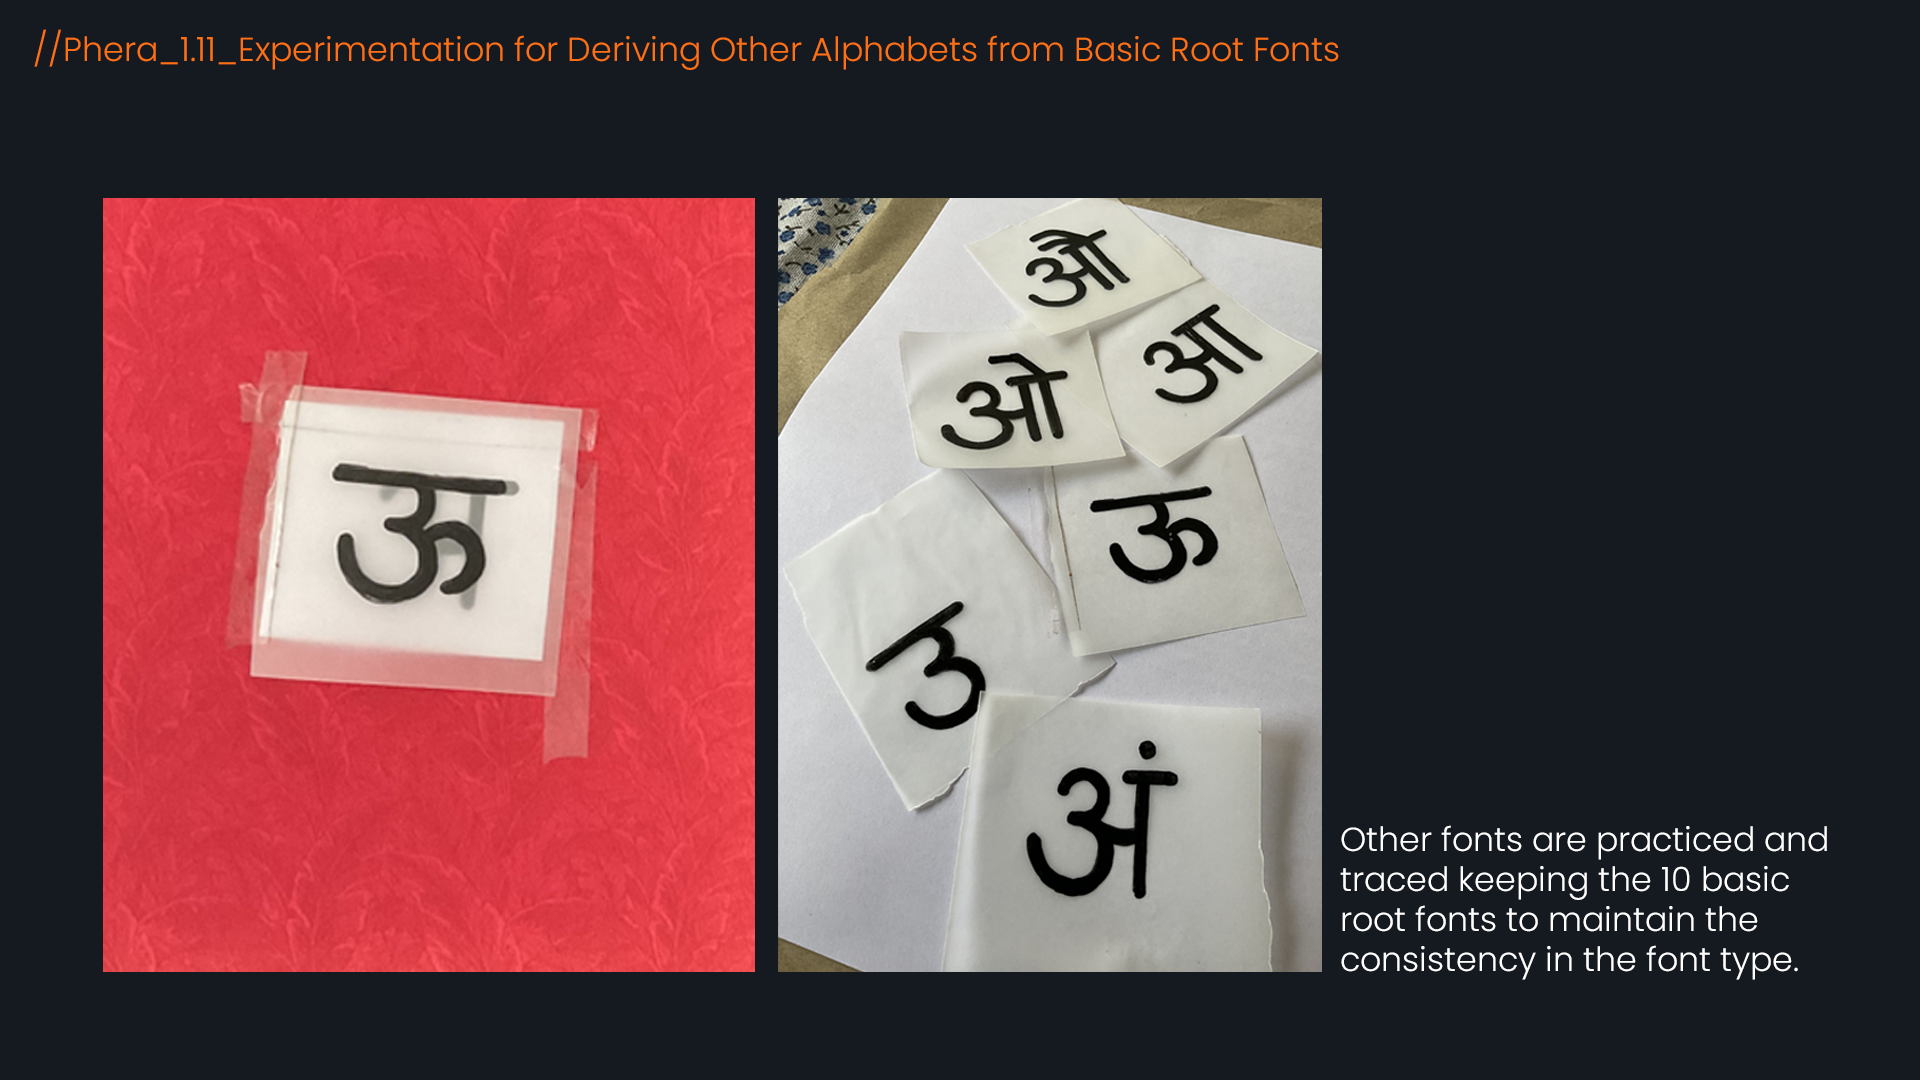 //Phera_1.11_Experimentation for Deriving Other Alphabets from Basic Root Fonts
ऊ
औ
आ
ओ
ऊ
उ
अं
Other fonts are practiced and
traced keeping the 10 basic
root fonts to maintain the
consistency in the font type.